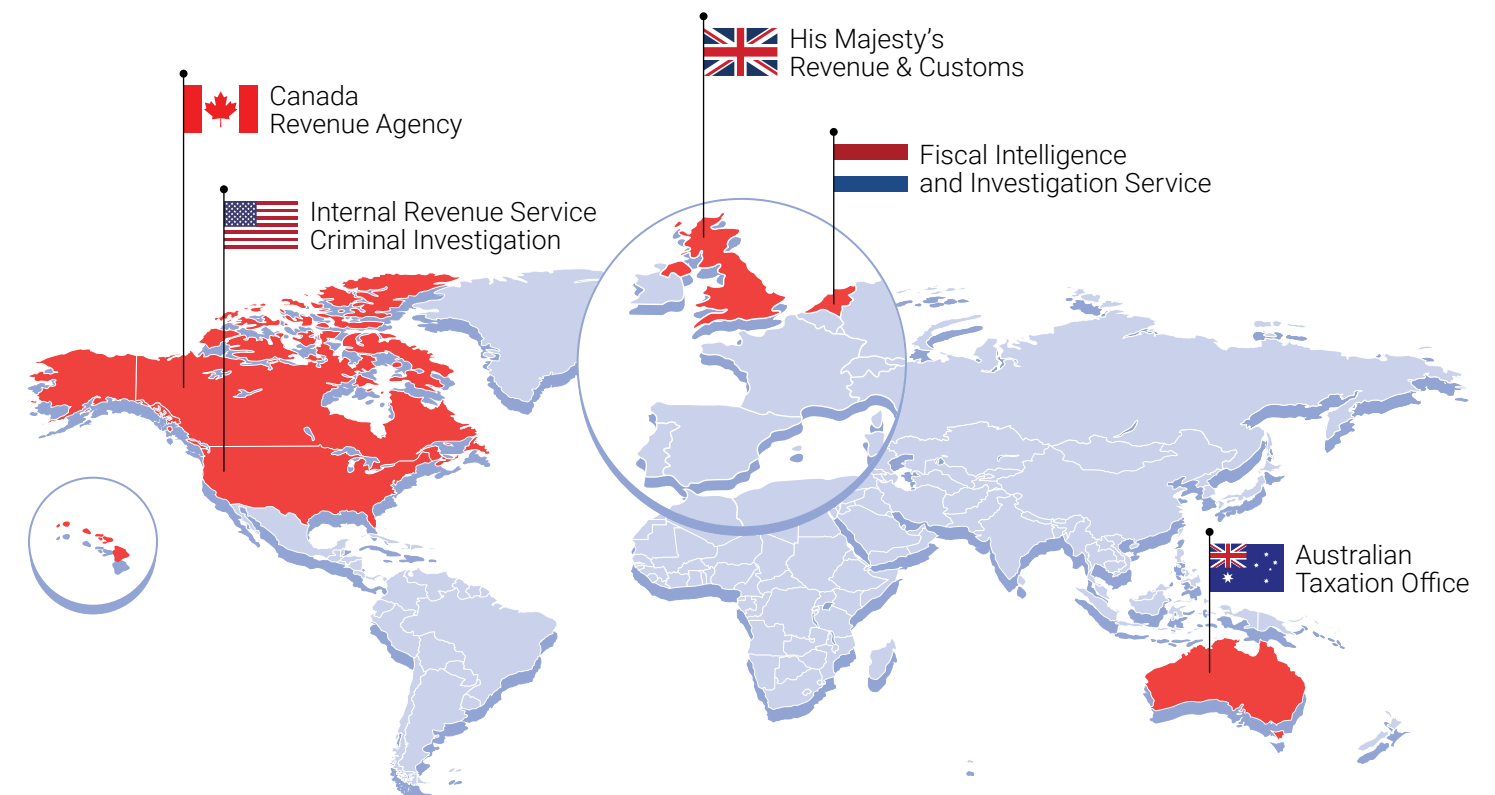 His Majesty’s
Revenue & Customs
Canada
Revenue Agency
Fiscal Intelligence
and Investigation Service
Internal Revenue Service
Criminal Investigation
Australian
Taxation Office